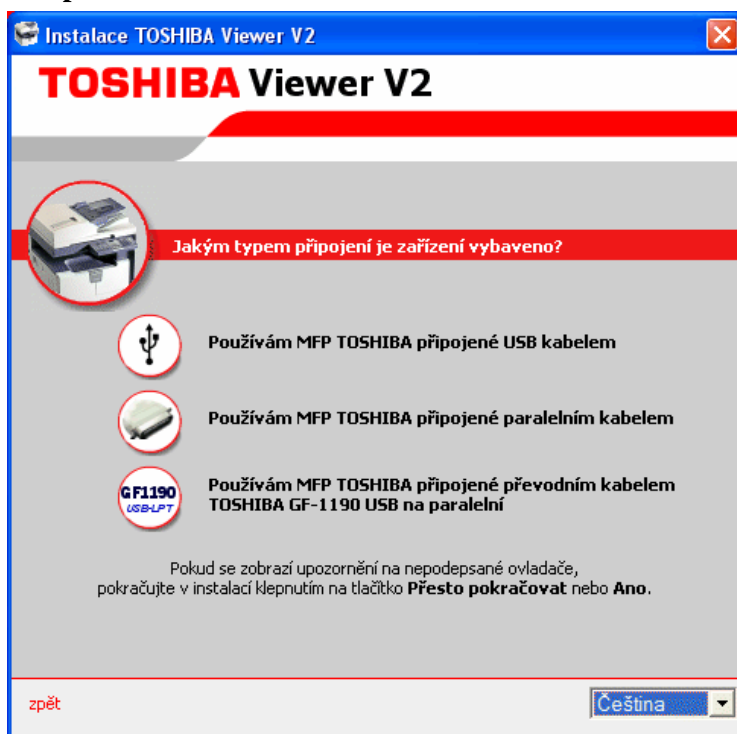 Instalace TOSHIBA Viewer V2
TOSHIBA Viewer V2
Jakým typem připojení je zařízení vybaveno?
Používám MFP TOSHIBA připojené USB kabelem
Používám MFP TOSHIBA připojené paralelním kabelem
GF1190
USB-LPT
Používám MFP TOSHIBA připojené převodním kabelem
TOSHIBA GF-1190 USB na paralelní
Pokud se zobrazí upozornění na nepodepsané ovladače,
pokračujte v instalací klepnutím na tlačítko Přesto pokračovat nebo Ano.
zpět
Čeština